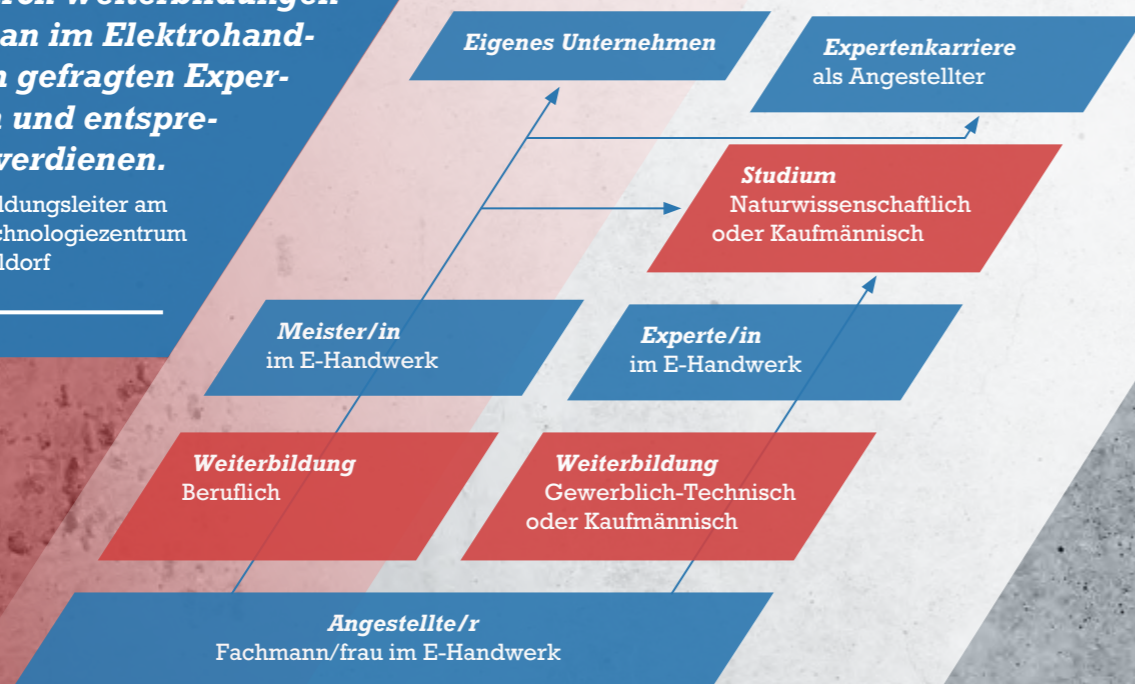 Weiterbildungen
an im Elektrohand-
gefragten Exper-
und entspre-
verdienen.
ldungsleiter am
chnologiezentrum
ldorf
Eigenes Unternehmen
Expertenkarriere
als Angestellter
Studium
Naturwissenschaftlich
oder Kaufmännisch
Meister/in
im E-Handwerk
Experte/in
im E-Handwerk
Weiterbildung
Beruflich
Weiterbildung
Gewerblich-Technisch
oder Kaufmännisch
Angestellte/r
Fachmann/frau im E-Handwerk